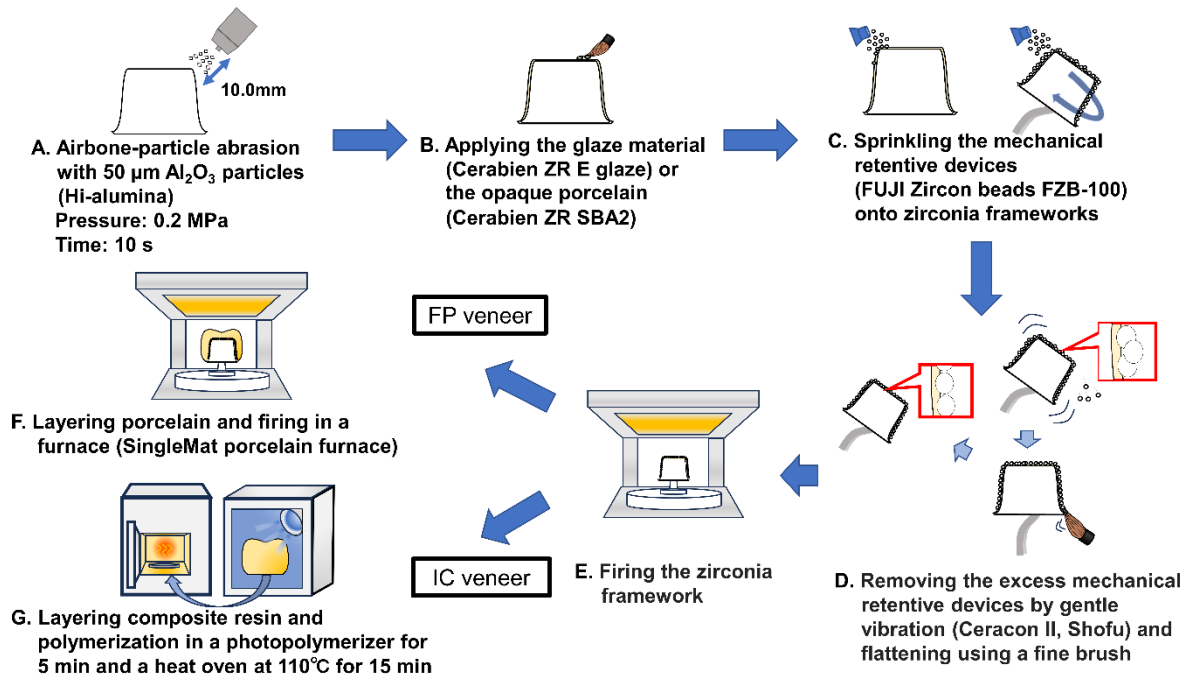 10.0mm
A. Airbone-particle abrasion
with 50 μm Al₂O₃ particles
(Hi-alumina)
Pressure: 0.2 MPa
Time: 10 s
B. Applying the glaze material
(Cerabien ZR E glaze) or
the opaque porcelain
(Cerabien ZR SBA2)
C. Sprinkling the mechanical
retentive devices
(FUJI Zircon beads FZB-100)
onto zirconia frameworks
D. Removing the excess mechanical
retentive devices by gentle
vibration (Ceracon II, Shofu) and
flattening using a fine brush
E. Firing the zirconia
framework
FP veneer
F. Layering porcelain and firing in a
furnace (SingleMat porcelain furnace)
IC veneer
G. Layering composite resin and
polymerization in a photopolymerizer for
5 min and a heat oven at 110℃ for 15 min